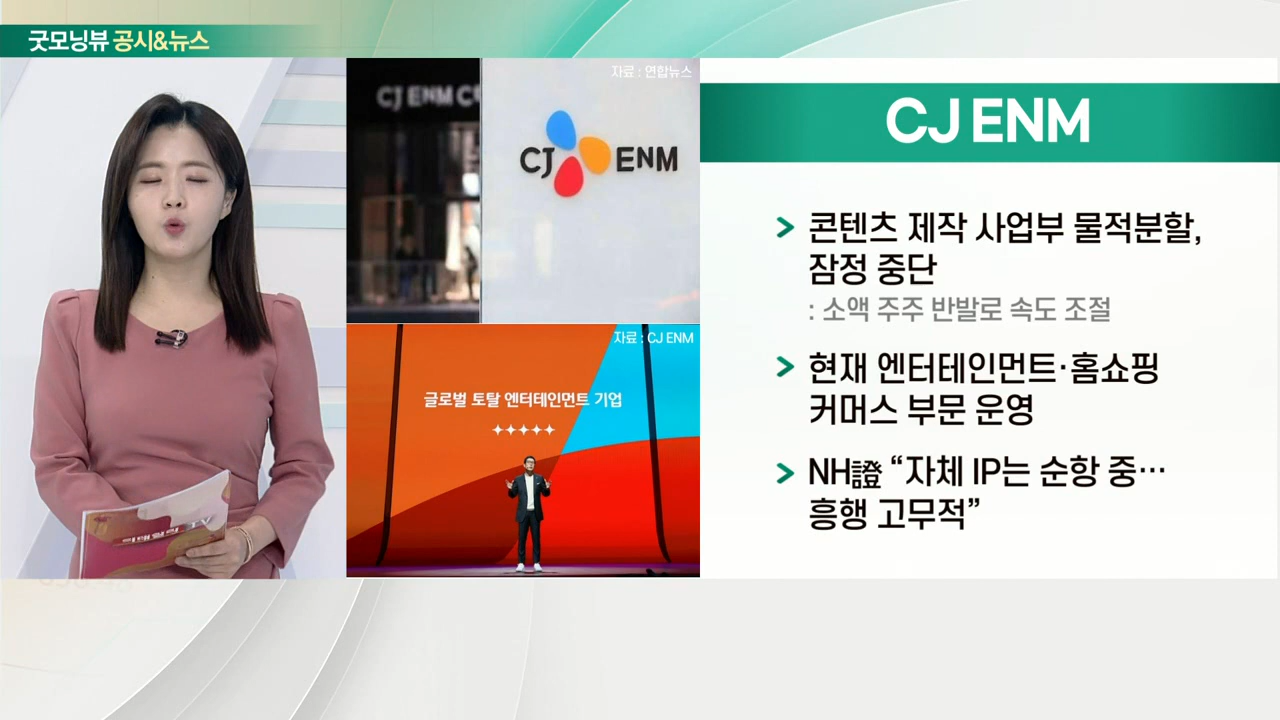 굿모닝뷰 공시&뉴스
자료 : 연합뉴스
CJ ENM C
CJ ENM
자료 : CJ ENM
글로벌 토탈 엔터테인먼트 기업
CJ ENM
콘텐츠 제작 사업부 물적분할,
잠정 중단
: 소액 주주 반발로 속도 조절
현재 엔터테인먼트·홈쇼핑
커머스 부문 운영
NH證 “자체 IP는 순항 중…
흥행 고무적”